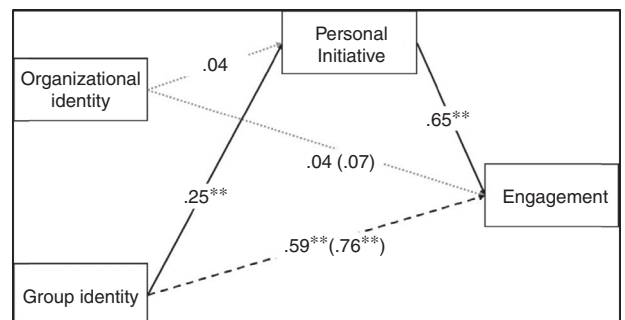 Personal
Initiative
Organizational
identity
.04
.65**
.04 (.07)
.25**
Engagement
.59**(.76**)
Group identity